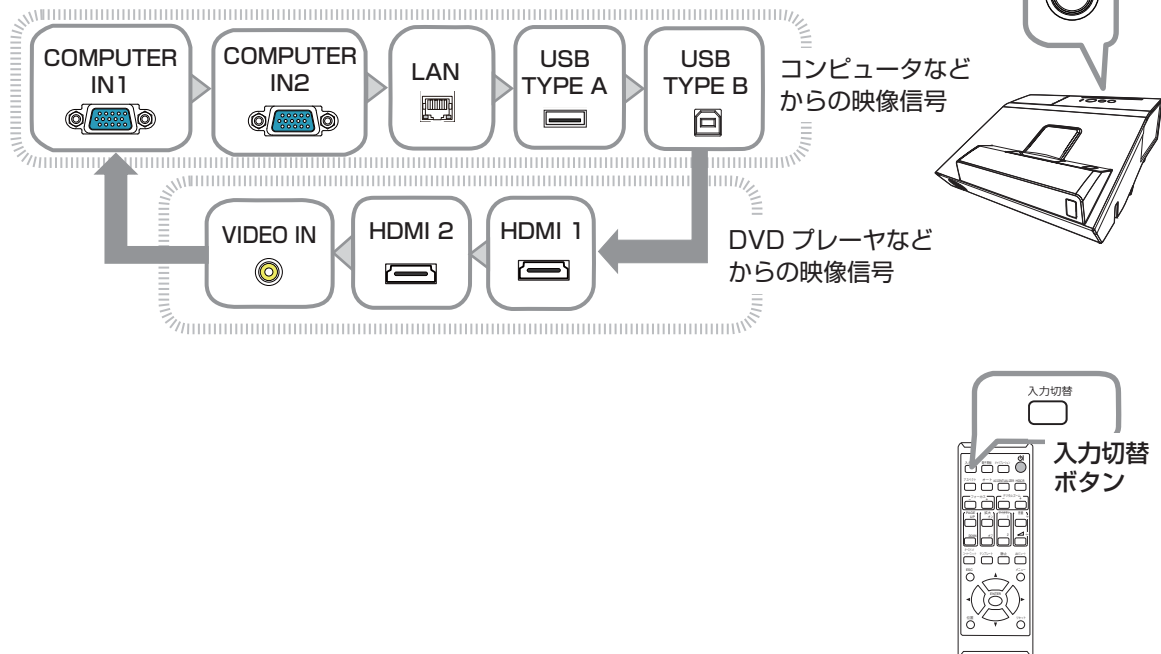 COMPUTER
IN1
COMPUTER
IN2
LAN
USB
TYPE A
USB
TYPE B
コンピュータなど
からの映像信号
VIDEO IN
HDMI 2
HDMI 1
DVD プレーヤなど
からの映像信号
入力切替
入力切替
ボタン